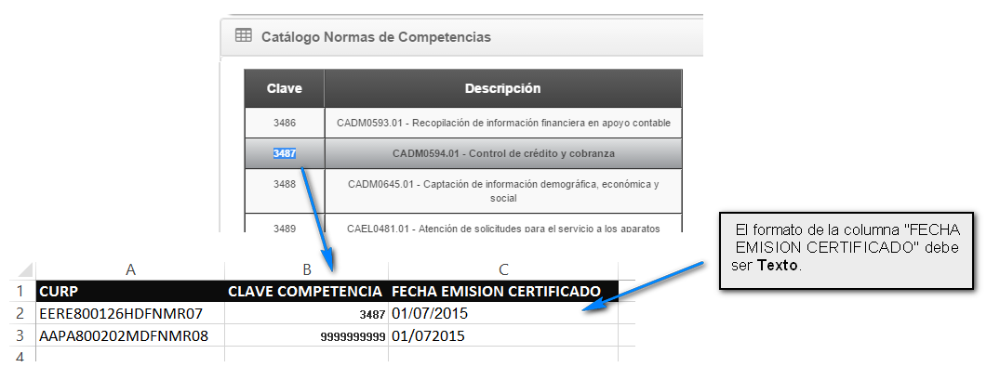 Catálogo Normas de Competencias
Clave Descripción
3486 CADM0593.01 - Recopilación de información financiera en apoyo contable
3487 CADM0594.01 - Control de crédito y cobranza
3488 CADM0645.01 - Captación de información demográfica, económica y
social
3489 CAEL0481.01 - Atención de solicitudes para el servicio a los aparatos
El formato de la columna "FECHA
EMISION CERTIFICADO" debe
ser Texto.
A B C
1 CURP CLAVE COMPETENCIA FECHA EMISION CERTIFICADO
2 EERE800126HDFNMR07 3487 01/07/2015
3 AAPA800202MDFNMR08 9999999999 01/072015
4